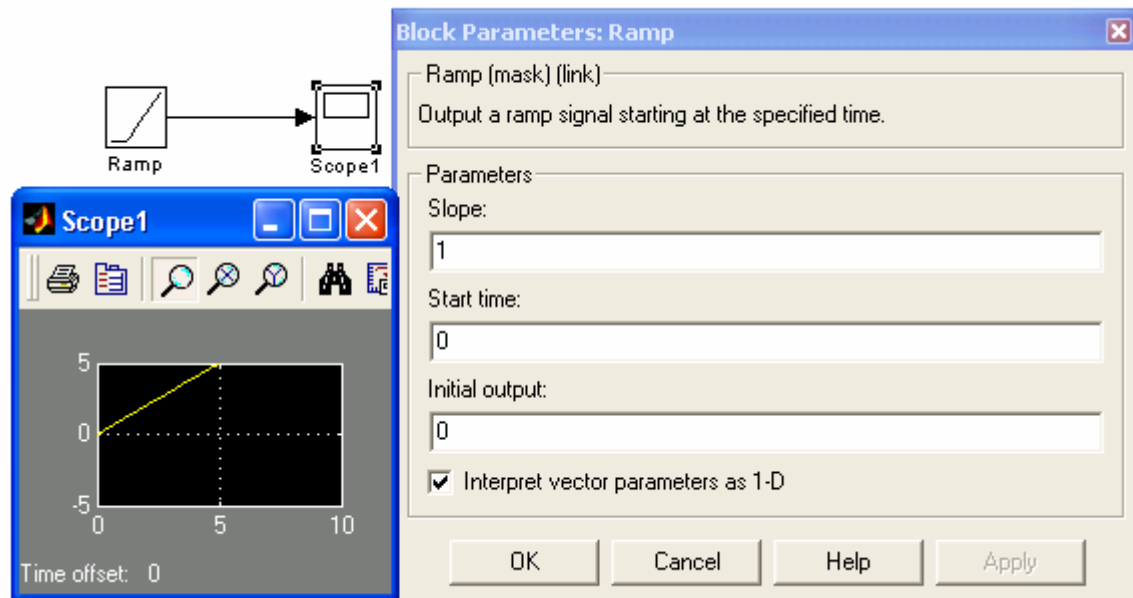 Ramp
Scope1
Scope1
5
0
-5
0 5 10
Time offset: 0
Block Parameters: Ramp
Ramp (mask) (link)
Output a ramp signal starting at the specified time.
Parameters
Slope:
1
Start time:
0
Initial output:
0
Interpret vector parameters as 1-D
OK Cancel Help Apply